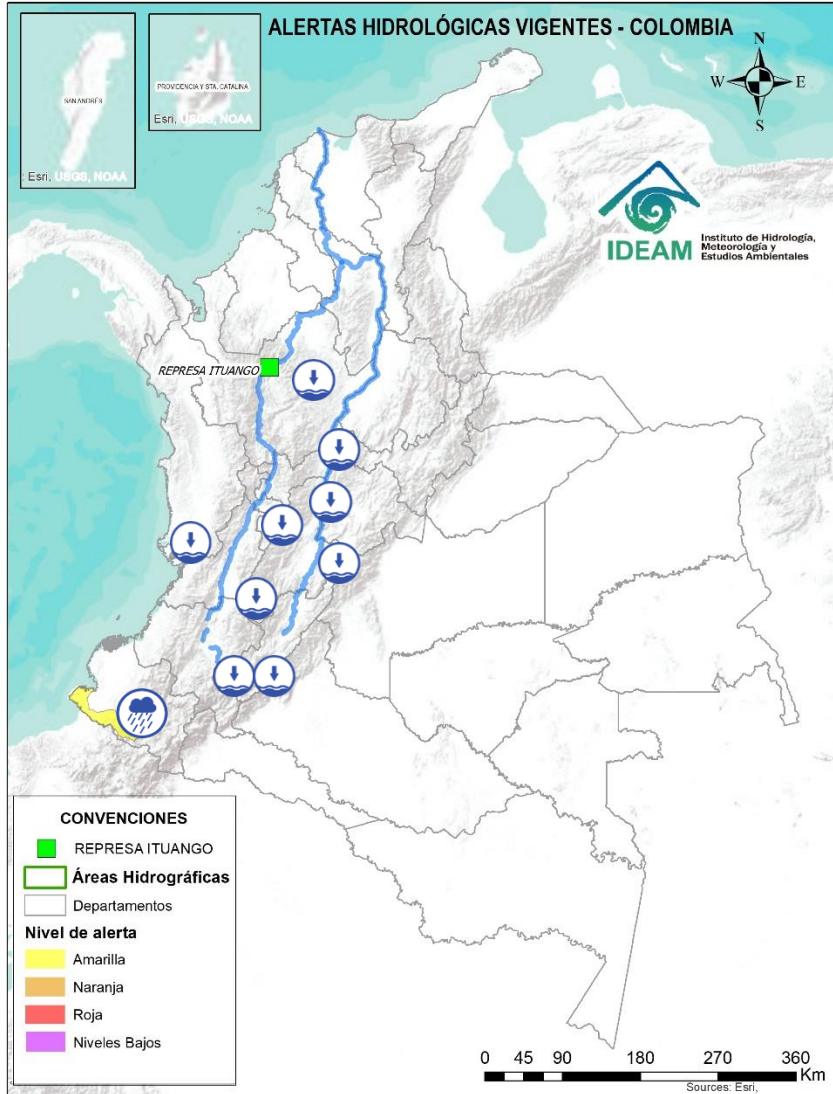 ALERTAS HIDROLÓGICAS VIGENTES - COLOMBIA
SAN ANDRÉS
Esri, USGS, NOAA
PROVIDENCIA Y STA. CATALINA
Esri, USGS, NOAA
N
W E
S
IDEAM
Instituto de Hidrología,
Meteorología y
Estudios Ambientales
REPRESA ITUANGO
CONVENCIONES
REPRESA ITUANGO
Áreas Hidrográficas
Departamentos
Nivel de alerta
Amarilla
Naranja
Roja
Niveles Bajos
0 45 90 180 270 360
Km
Sources: Esri,